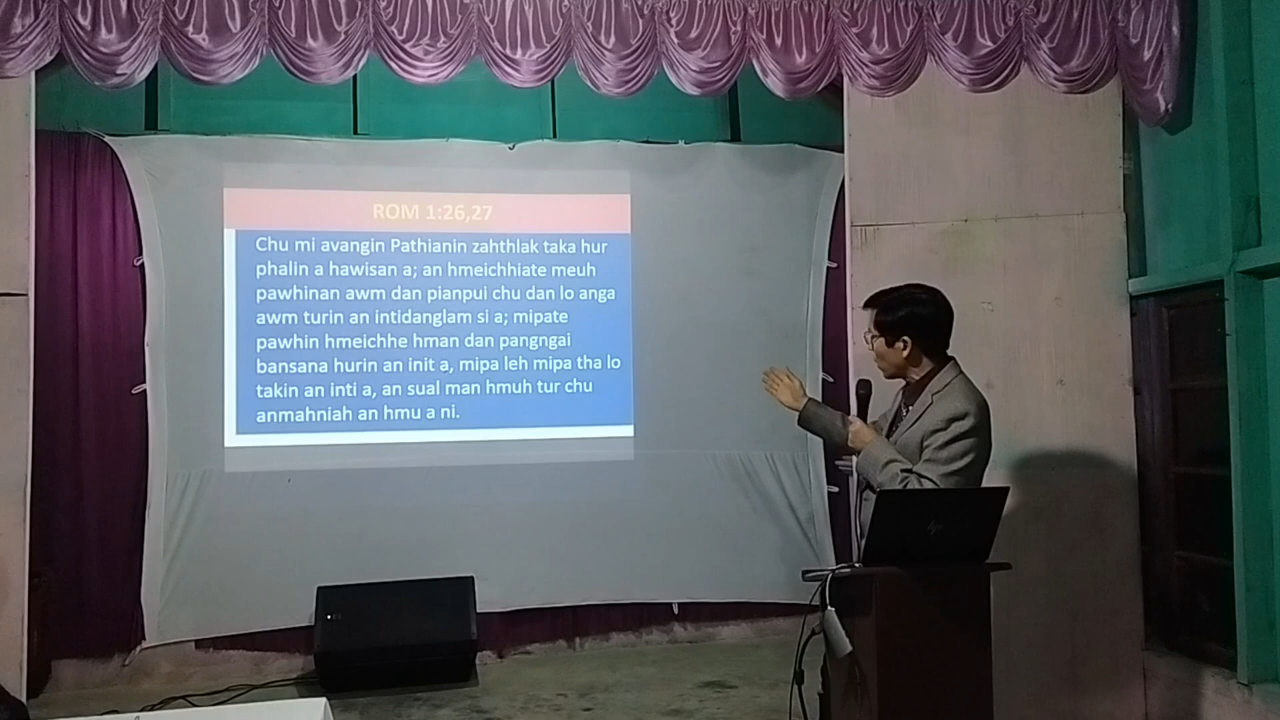 ROM 1:26,27
Chu mi avangin Pathianin zahthlak taka hur
phalin a hawisan a; an hmeichhiate meuh
pawhinan awm dan pianpui chu dan lo anga
awm turin an intidanglam si a; mipate
pawhin hmeichhe hman dan pangngai
bansana hurin an init a, mipa leh mipa tha lo
takin an inti a, an sual man hmuh tur chu
anmahniah an hmu a ni.
hp